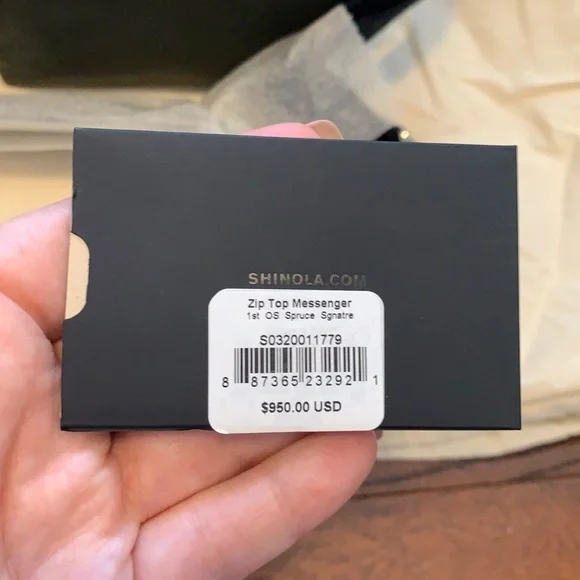 SHINOLA.COM
Zip Top Messenger
1st OS Spruce Sgnatre
S0320011779
8 87365 23292 1
$950.00 USD